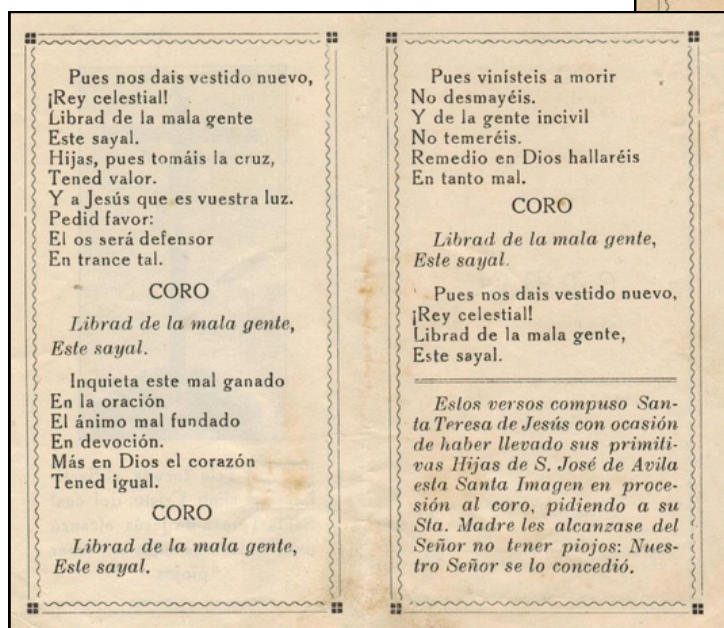 Pues nos dais vestido nuevo,
¡Rey celestial!
Librad de la mala gente
Este sayal.
Hijas, pues tomáis la cruz,
Tened valor.
Y a Jesús que es vuestra luz.
Pedid favor:
El os será defensor
En trance tal.
CORO
Librad de la mala gente,
Este sayal.
Inquieta este mal ganado
En la oración
El ánimo mal fundado
En devoción.
Más en Dios el corazón
Tened igual.
CORO
Librad de la mala gente,
Este sayal.
Pues vinísteis a morir
No desmayéis.
Y de la gente incivil
No temeréis.
Remedio en Dios hallaréis
En tanto mal.
CORO
Librad de la mala gente,
Este sayal.
Pues nos dais vestido nuevo,
¡Rey celestial!
Librad de la mala gente,
Este sayal.
Estos versos compuso San-
ta Teresa de Jesús con ocasión
de haber llevado sus primiti-
vas Hijas de S. José de Avila
esta Santa Imagen en proce-
sión al coro, pidiendo a su
Sta. Madre les alcanzase del
Señor no tener piojos: Nues-
tro Señor se lo concedió.